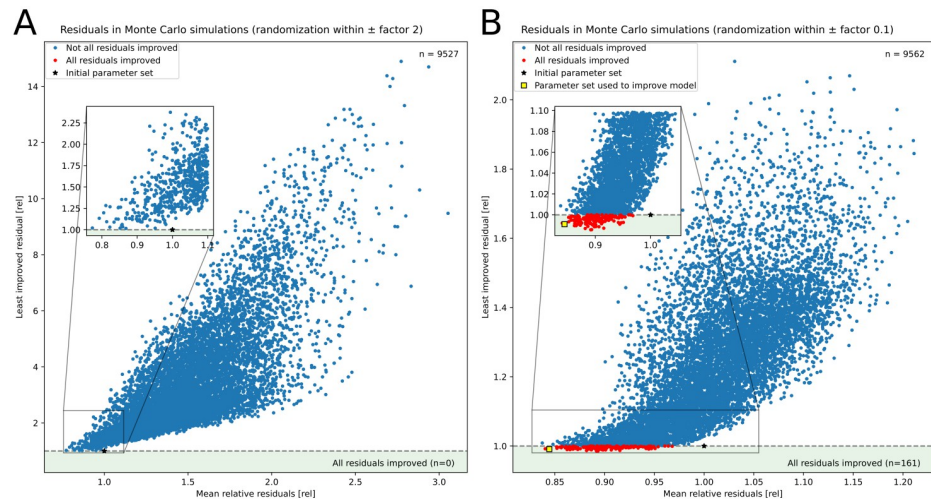 A
Residuals in Monte Carlo simulations (randomization within ± factor 2)
Not all residuals improved
All residuals improved
Initial parameter set
n = 9527
14
12
10
8
6
4
2
Least improved residual [rel]
2.25
2.00
1.75
1.50
1.25
1.00
0.8
0.9
1.0
1.1
All residuals improved (n=0)
1.0
1.5
2.0
2.5
3.0
Mean relative residuals [rel]
B
Residuals in Monte Carlo simulations (randomization within ± factor 0.1)
Not all residuals improved
All residuals improved
Initial parameter set
Parameter set used to improve model
n = 9562
2.0
1.8
1.6
1.4
1.2
1.0
Least improved residual [rel]
1.10
1.08
1.06
1.04
1.02
1.00
0.9
1.0
All residuals improved (n=161)
0.85
0.90
0.95
1.00
1.05
1.10
1.15
1.20
Mean relative residuals [rel]